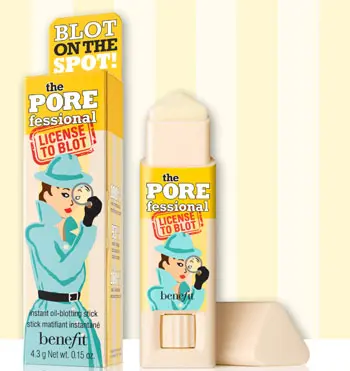 BLOT
ON THE
SPOT!
the
PORE
fessional
LICENSE
TO BLOT
instant oil-blotting stick
stick matifiant instantané
benefit
4.3 g Net wt. 0.15 oz.
the
PORE
fessional
LICENSE
TO BLOT
benefit